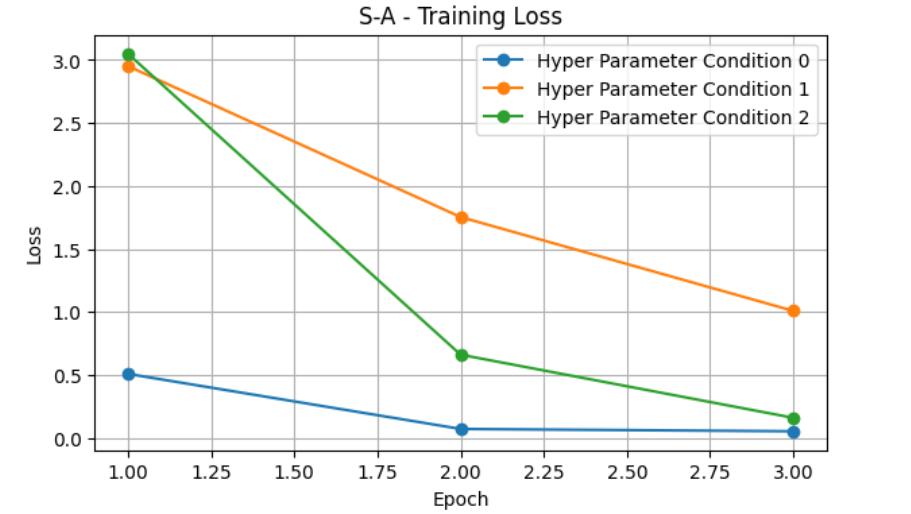 S-A - Training Loss
Hyper Parameter Condition 0
Hyper Parameter Condition 1
Hyper Parameter Condition 2
3.0
2.5
2.0
1.5
1.0
0.5
0.0
Loss
1.00 1.25 1.50 1.75 2.00 2.25 2.50 2.75 3.00
Epoch